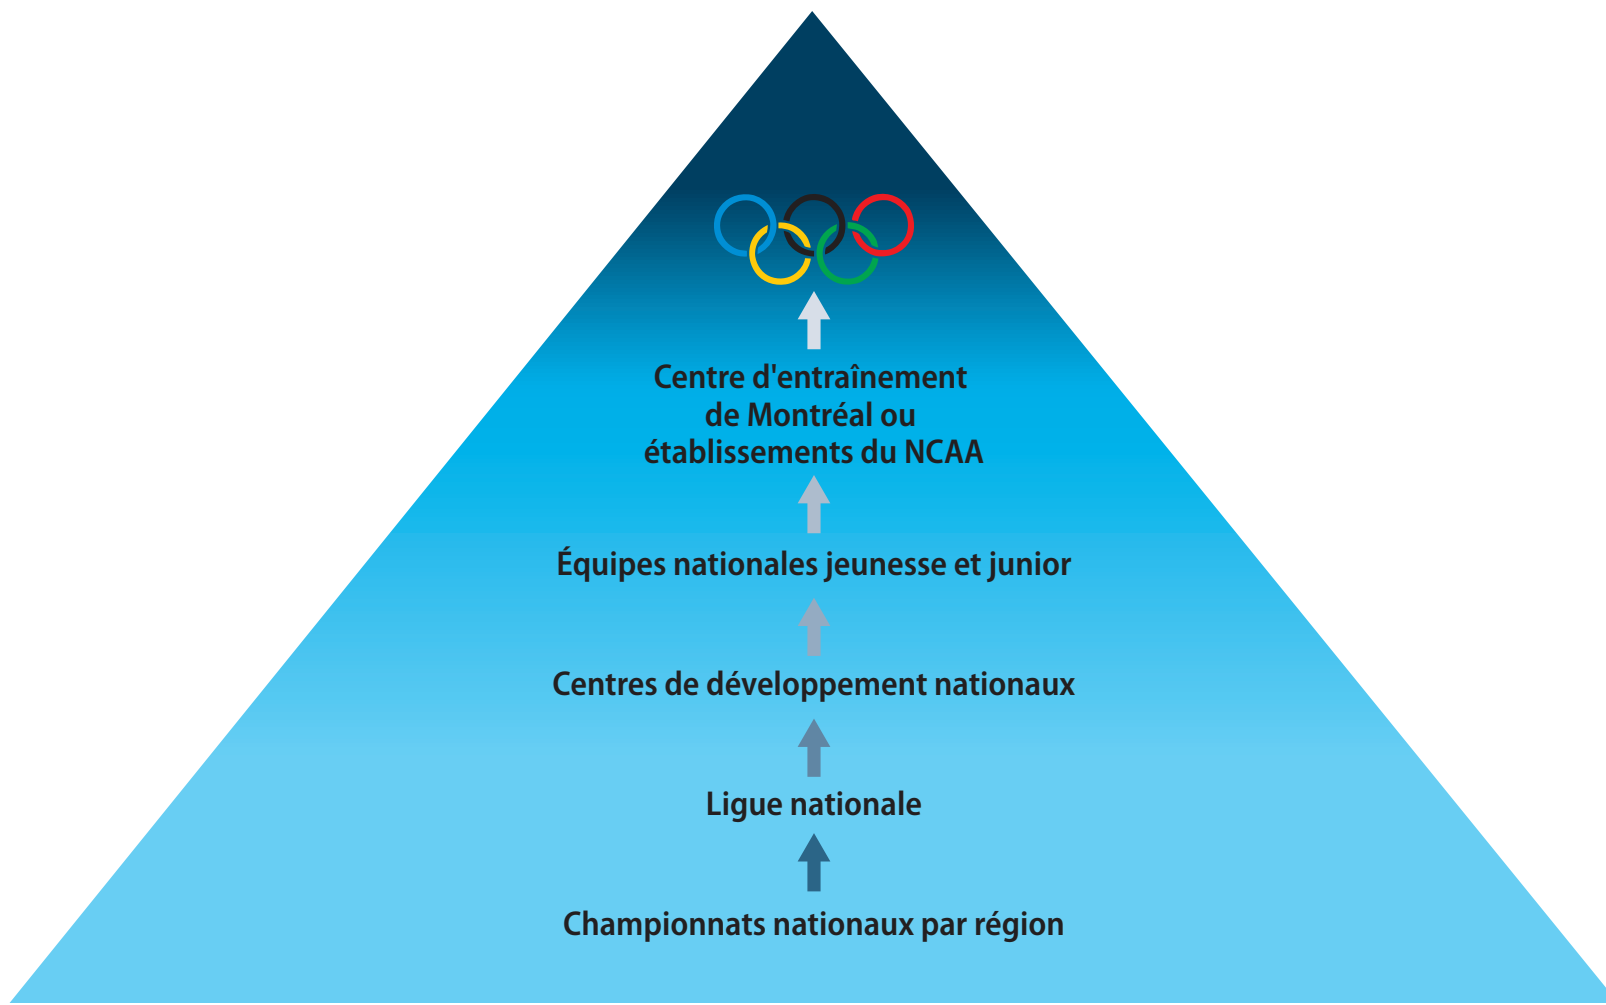 Centre d'entraînement
de Montréal ou
établissements du NCAA
Équipes nationales jeunesse et junior
Centres de développement nationaux
Ligue nationale
Championnats nationaux par région